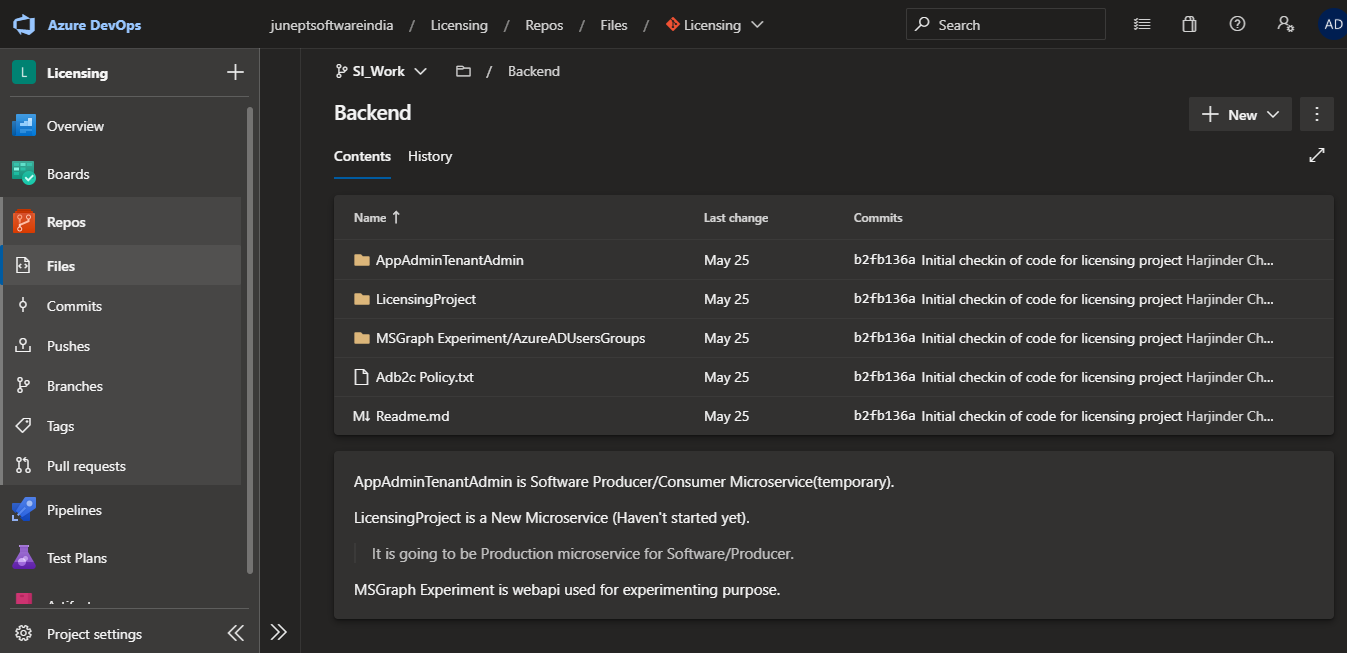 Azure DevOps
juneptsoftwareindia / Licensing / Repos / Files / Licensing
Search
AD
L Licensing
Overview
Boards
Repos
Files
Commits
Pushes
Branches
Tags
Pull requests
Pipelines
Test Plans
Project settings
SI_Work / Backend
Backend
New
Contents History
Name Last change Commits
AppAdminTenantAdmin May 25 b2fb136a Initial checkin of code for licensing project Harjinder Ch...
LicensingProject May 25 b2fb136a Initial checkin of code for licensing project Harjinder Ch...
MSGraph Experiment/AzureADUsersGroups May 25 b2fb136a Initial checkin of code for licensing project Harjinder Ch...
Adb2c Policy.txt May 25 b2fb136a Initial checkin of code for licensing project Harjinder Ch...
M↓ Readme.md May 25 b2fb136a Initial checkin of code for licensing project Harjinder Ch...
AppAdminTenantAdmin is Software Producer/Consumer Microservice(temporary).
LicensingProject is a New Microservice (Haven't started yet).
It is going to be Production microservice for Software/Producer.
MSGraph Experiment is webapi used for experimenting purpose.